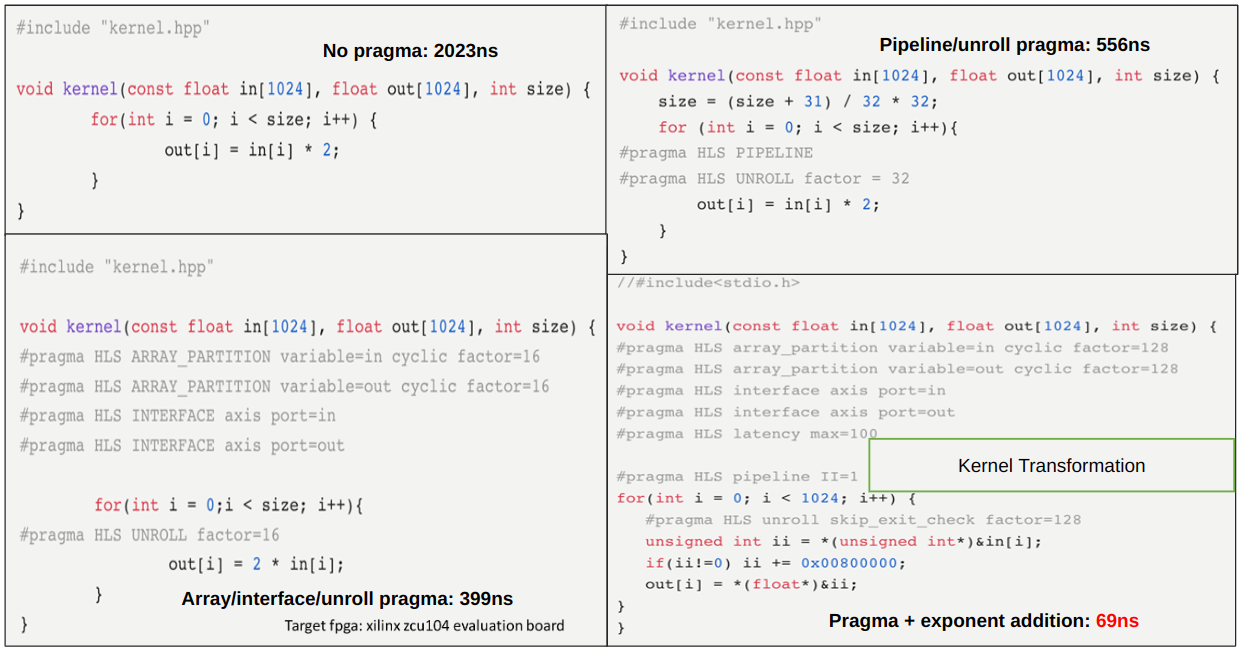 #include "kernel.hpp"
No pragma: 2023ns
void kernel(const float in[1024], float out[1024], int size) {
for(int i = 0; i < size; i++) {
out[i] = in[i] * 2;
}
}
#include "kernel.hpp"
Pipeline/unroll pragma: 556ns
void kernel(const float in[1024], float out[1024], int size) {
size = (size + 31) / 32 * 32;
for (int i = 0; i < size; i++){
#pragma HLS PIPELINE
#pragma HLS UNROLL factor = 32
out[i] = in[i] * 2;
}
}
#include "kernel.hpp"
void kernel(const float in[1024], float out[1024], int size) {
#pragma HLS ARRAY_PARTITION variable=in cyclic factor=16
#pragma HLS ARRAY_PARTITION variable=out cyclic factor=16
#pragma HLS INTERFACE axis port=in
#pragma HLS INTERFACE axis port=out
for(int i = 0;i < size; i++){
#pragma HLS UNROLL factor=16
out[i] = 2 * in[i];
}
Array/interface/unroll pragma: 399ns
}
Target fpga: xilinx zcu104 evaluation board
//#include<stdio.h>
void kernel(const float in[1024], float out[1024], int size) {
#pragma HLS array_partition variable=in cyclic factor=128
#pragma HLS array_partition variable=out cyclic factor=128
#pragma HLS interface axis port=in
#pragma HLS interface axis port=out
#pragma HLS latency max=100
Kernel Transformation
#pragma HLS pipeline II=1
for(int i = 0; i < 1024; i++) {
#pragma HLS unroll skip_exit_check factor=128
unsigned int ii = *(unsigned int*)&in[i];
if(ii!=0) ii += 0x00800000;
out[i] = *(float*)&ii;
}
}
Pragma + exponent addition: 69ns